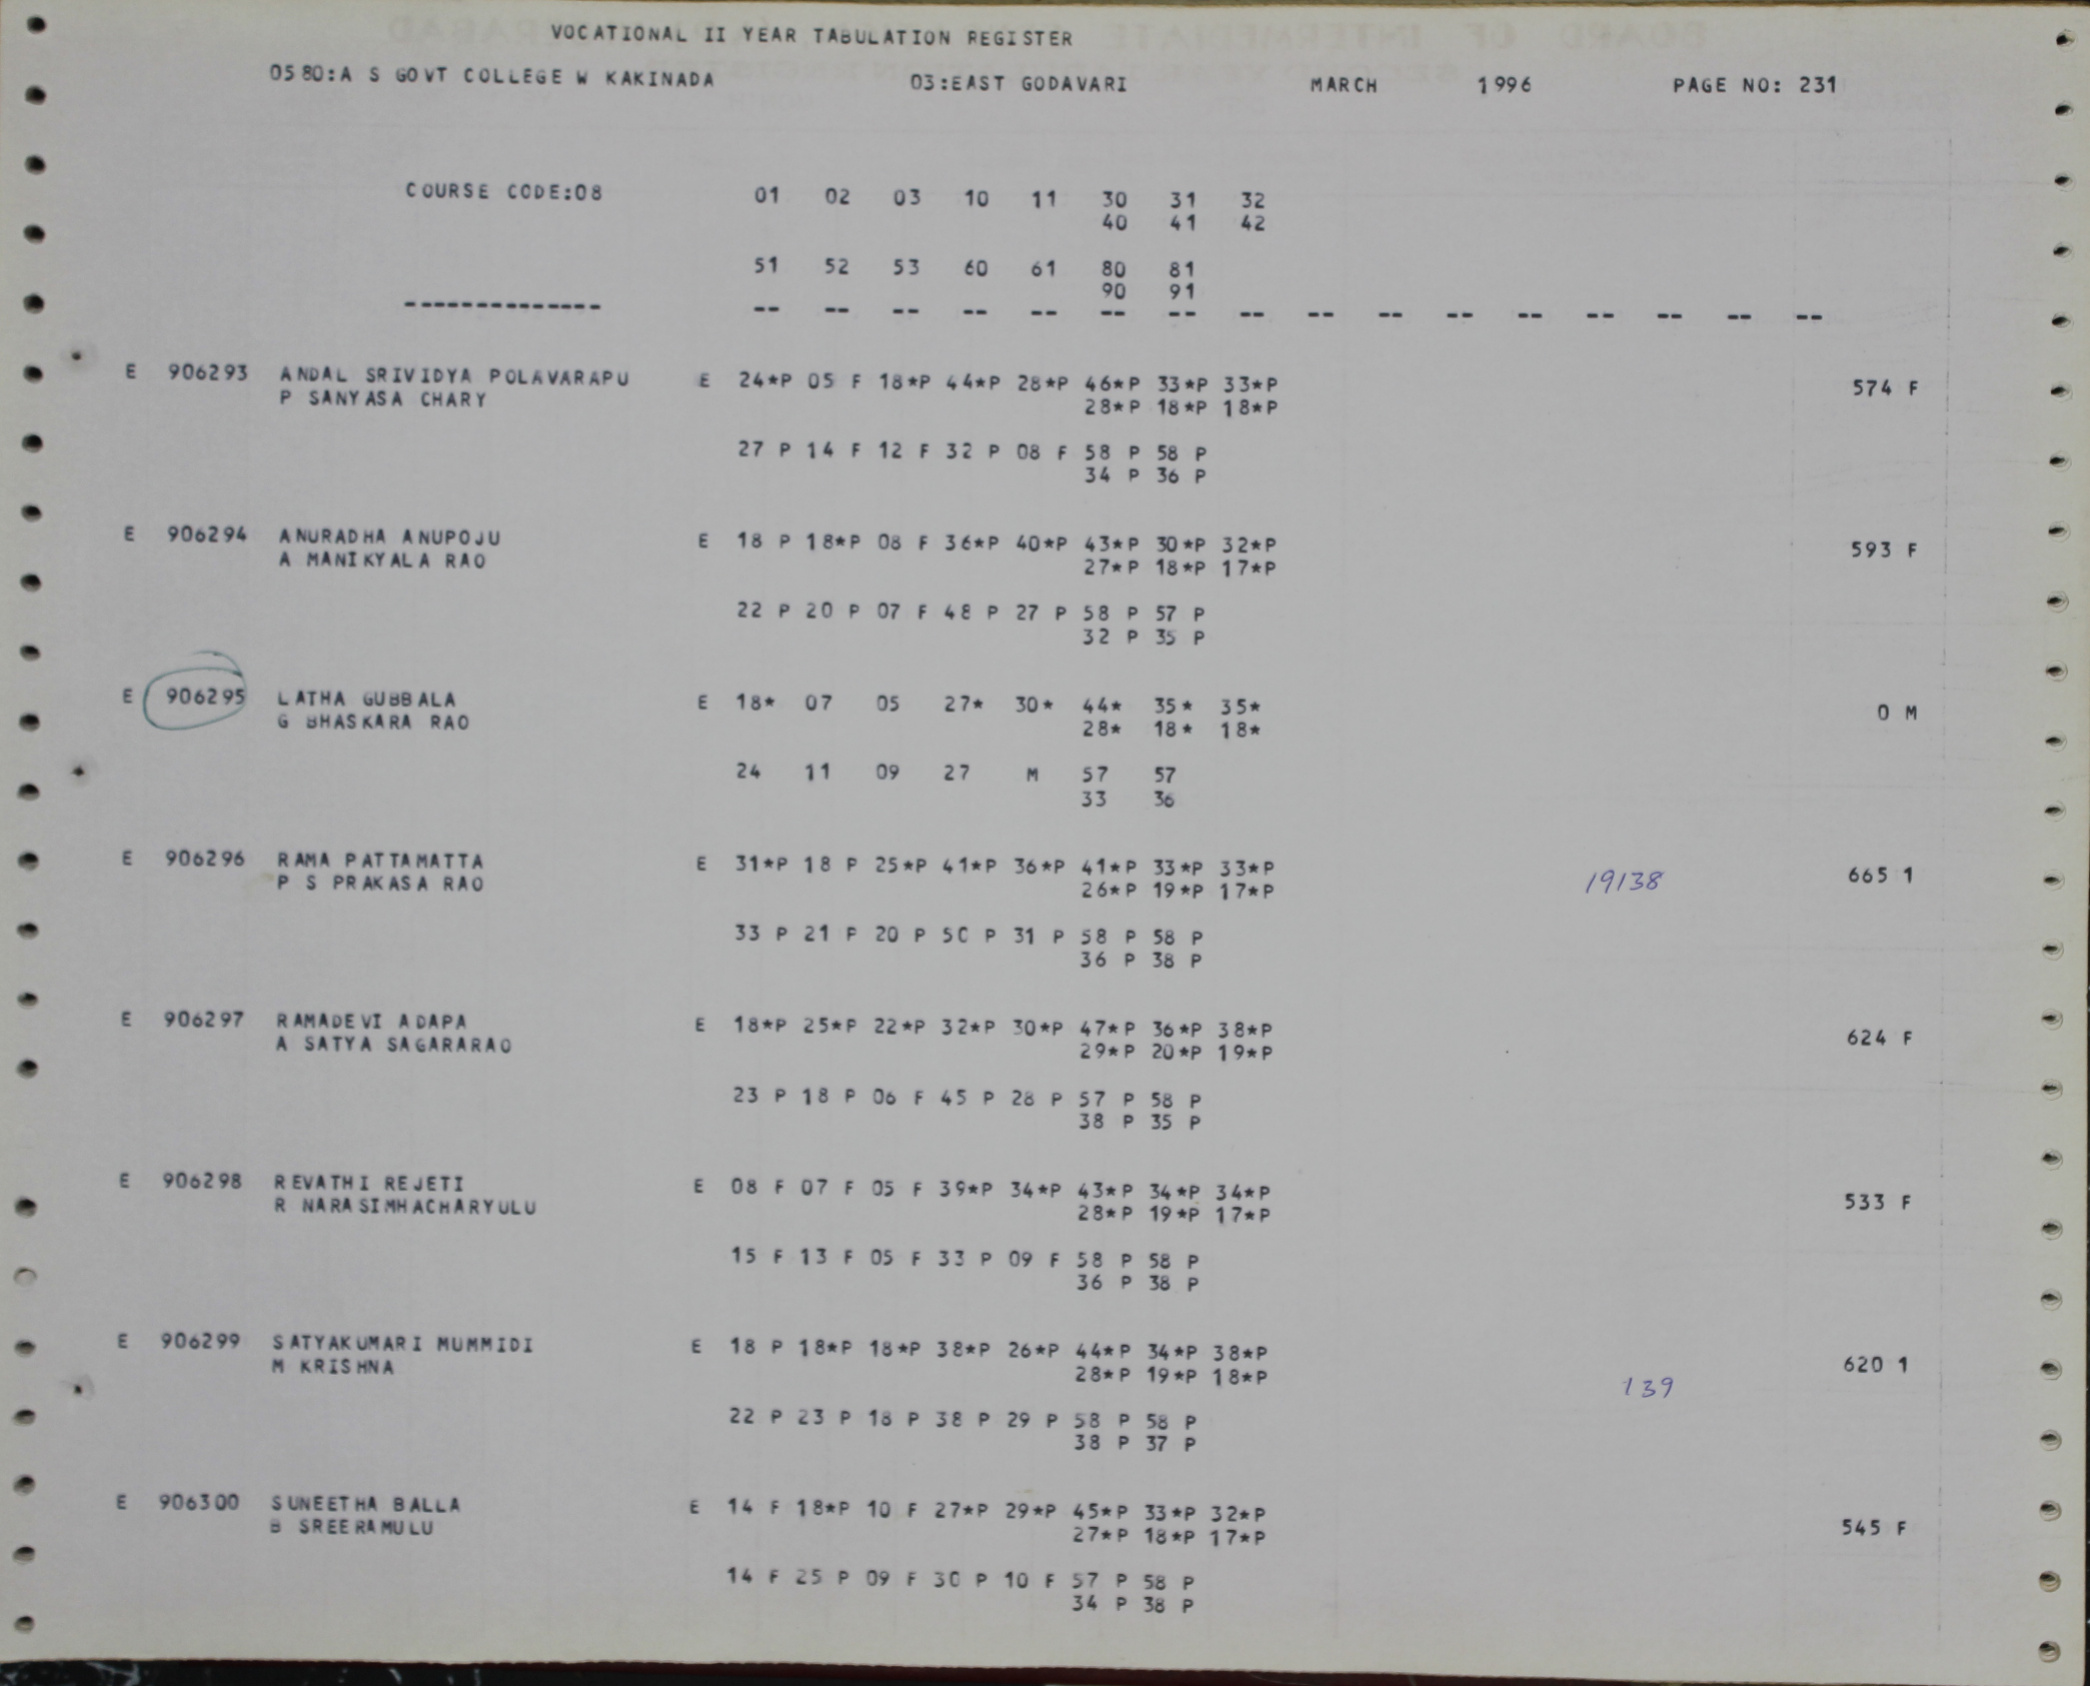 VOCATIONAL II YEAR TABULATION REGISTER
0580:A S GOVT COLLEGE W KAKINADA 03:EAST GODAVARI MARCH 1996 PAGE NO: 231
COURSE CODE:08 01 02 03 10 11 30 31 32
40 41 42
51 52 53 60 61 80 81
90 91
-------------- -- -- -- -- -- -- -- -- -- -- -- -- -- -- -- --
E 906293 ANDAL SRIVIDYA POLAVARAPU E 24*P 05 F 18*P 44*P 28*P 46*P 33*P 33*P 574 F
P SANYASA CHARY 28*P 18*P 18*P
27 P 14 F 12 F 32 P 08 F 58 P 58 P
34 P 36 P
E 906294 ANURADHA ANUPOJU E 18 P 18*P 08 F 36*P 40*P 43*P 30*P 32*P 593 F
A MANIKYALA RAO 27*P 18*P 17*P
22 P 20 P 07 F 48 P 27 P 58 P 57 P
32 P 35 P
E 906295 LATHA GUBBALA E 18* 07 05 27* 30* 44* 35* 35* 0 M
G BHASKARA RAO 28* 18* 18*
24 11 09 27 M 57 57
33 36
E 906296 RAMA PATTAMATTA E 31*P 18 P 25*P 41*P 36*P 41*P 33*P 33*P 19138 665 1
P S PRAKASA RAO 26*P 19*P 17*P
33 P 21 P 20 P 50 P 31 P 58 P 58 P
36 P 38 P
E 906297 RAMADEVI ADAPA E 18*P 25*P 22*P 32*P 30*P 47*P 36*P 38*P 624 F
A SATYA SAGARARAO 29*P 20*P 19*P
23 P 18 P 06 F 45 P 28 P 57 P 58 P
38 P 35 P
E 906298 REVATHI REJETI E 08 F 07 F 05 F 39*P 34*P 43*P 34*P 34*P 533 F
R NARASIMHACHARYULU 28*P 19*P 17*P
15 F 13 F 05 F 33 P 09 F 58 P 58 P
36 P 38 P
E 906299 SATYAKUMARI MUMMIDI E 18 P 18*P 18*P 38*P 26*P 44*P 34*P 38*P 620 1
M KRISHNA 28*P 19*P 18*P 139
22 P 23 P 18 P 38 P 29 P 58 P 58 P
38 P 37 P
E 906300 SUNEETHA BALLA E 14 F 18*P 10 F 27*P 29*P 45*P 33*P 32*P 545 F
B SREERAMULU 27*P 18*P 17*P
14 F 25 P 09 F 30 P 10 F 57 P 58 P
34 P 38 P